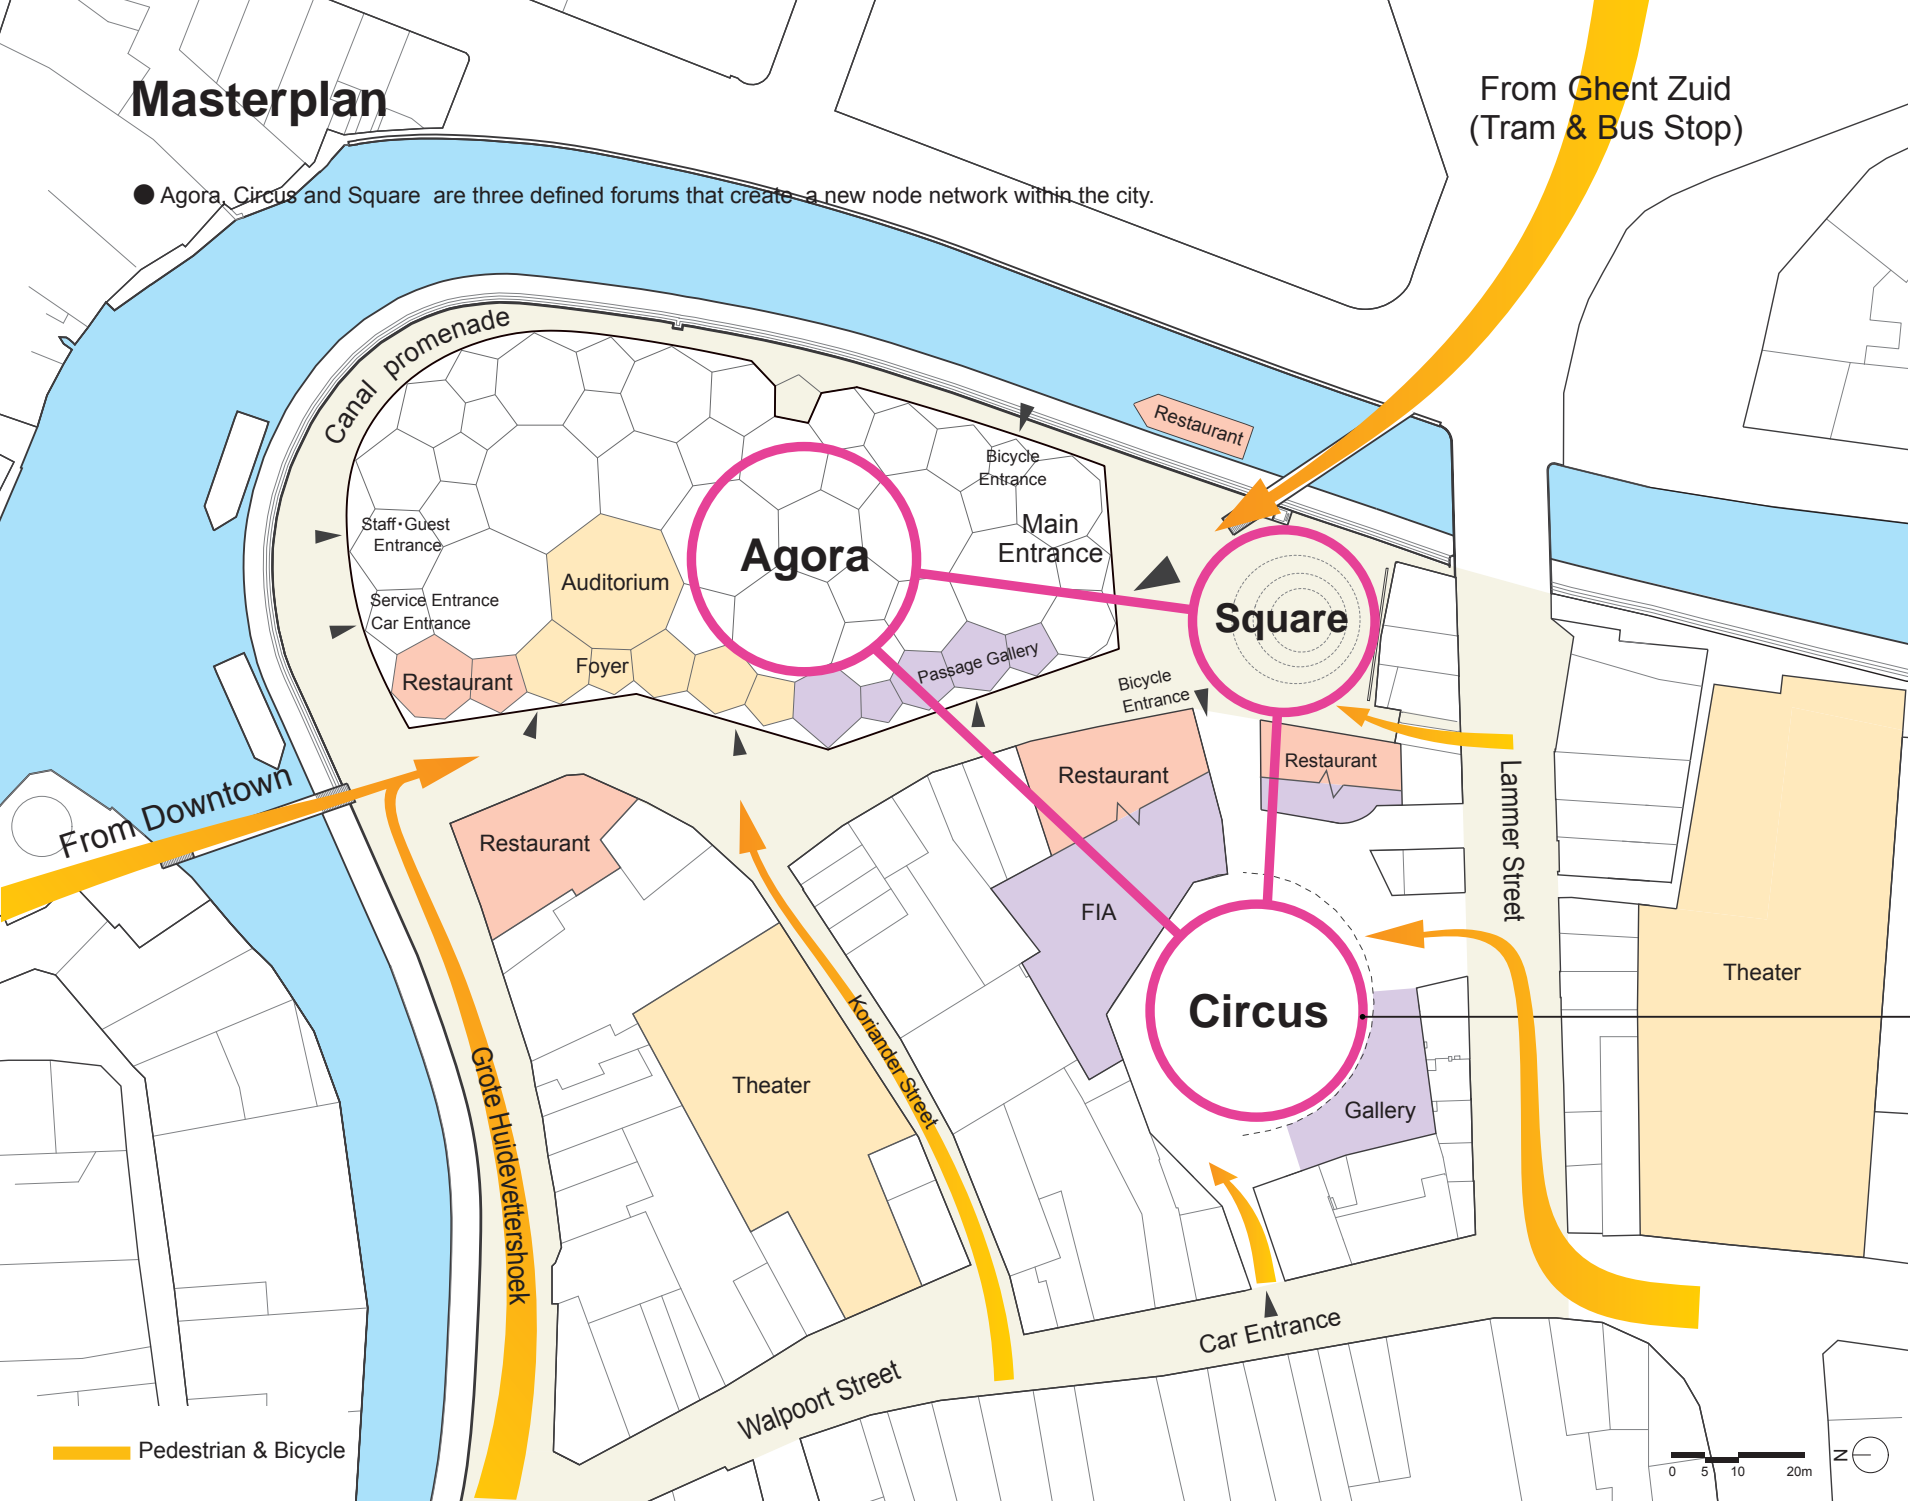 Masterplan
From Ghent Zuid
(Tram & Bus Stop)
● Agora, Circus and Square are three defined forums that create a new node network within the city.
Canal promenade
Restaurant
Bicycle
Entrance
Staff・Guest
Entrance
Main
Entrance
Agora
Auditorium
Square
Service Entrance
Car Entrance
Foyer
Restaurant
Passage Gallery
Bicycle
Entrance
Restaurant
Restaurant
From Downtown
Restaurant
Lammer Street
FIA
Theater
Circus
Koriander Street
Grote Huidevettershoek
Theater
Gallery
Car Entrance
Walpoort Street
Pedestrian & Bicycle
0 5 10 20m
N